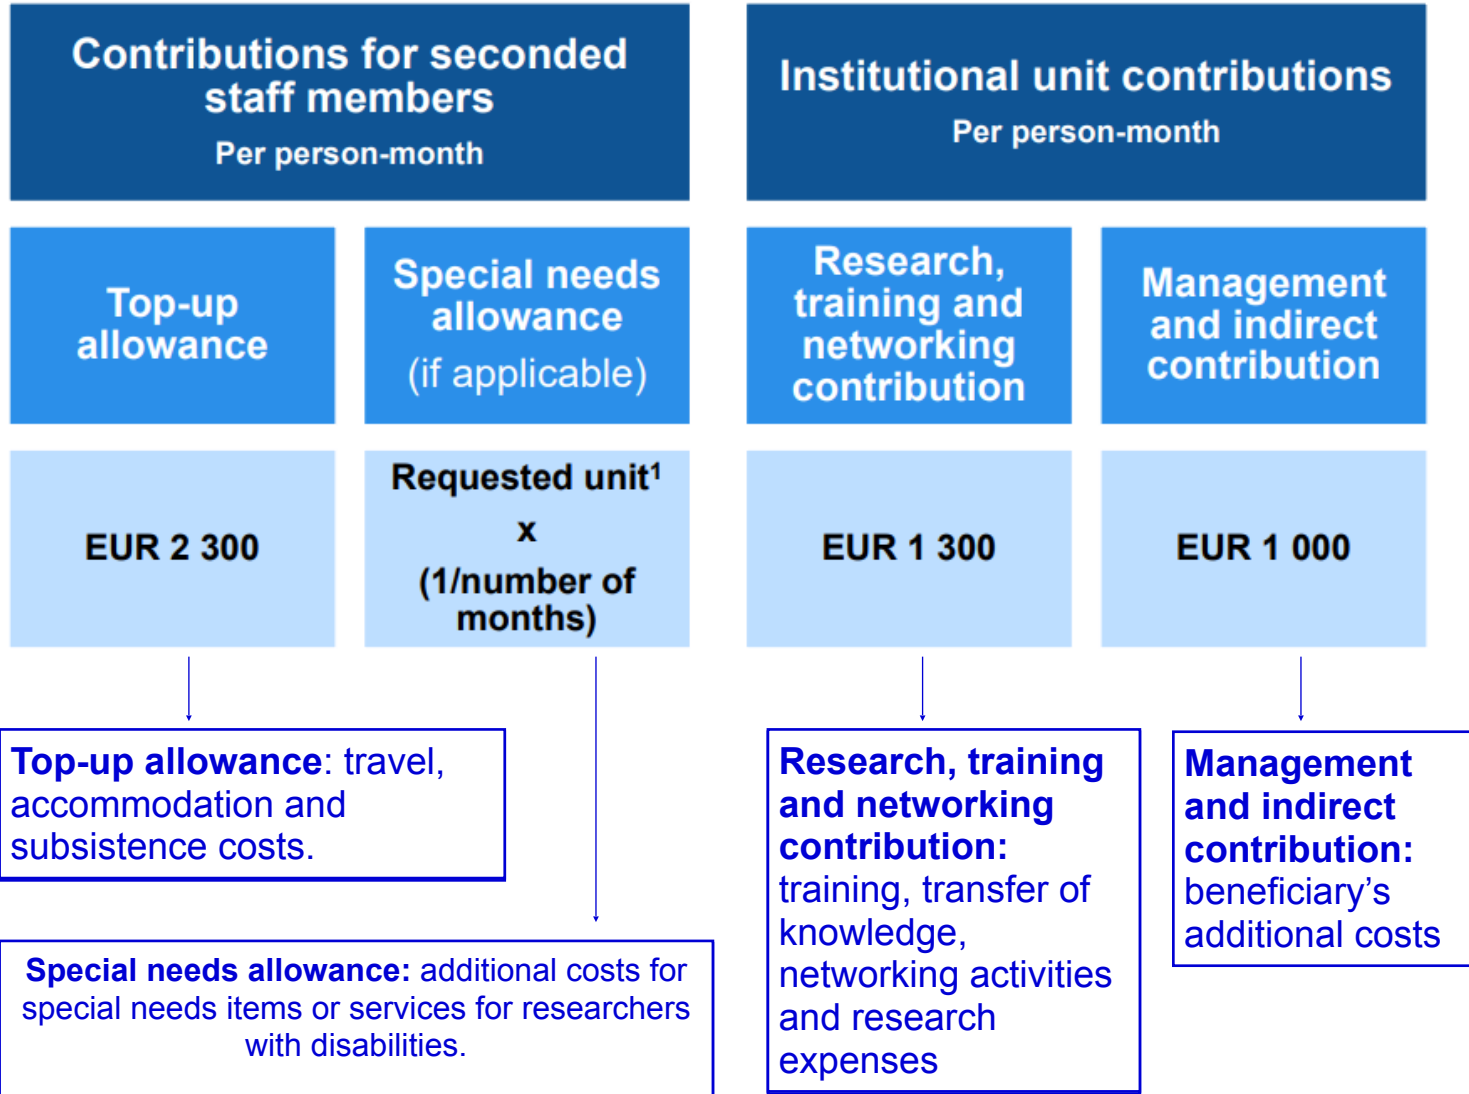 Contributions for seconded
staff members
Per person-month
Institutional unit contributions
Per person-month
Top-up
allowance
Special needs
allowance
(if applicable)
Research,
training and
networking
contribution
Management
and indirect
contribution
EUR 2 300
Requested unit¹
x
(1/number of
months)
EUR 1 300
EUR 1 000
Top-up allowance: travel,
accommodation and
subsistence costs.
Special needs allowance: additional costs for
special needs items or services for researchers
with disabilities.
Research, training
and networking
contribution:
training, transfer of
knowledge,
networking activities
and research
expenses
Management
and indirect
contribution:
beneficiary’s
additional costs